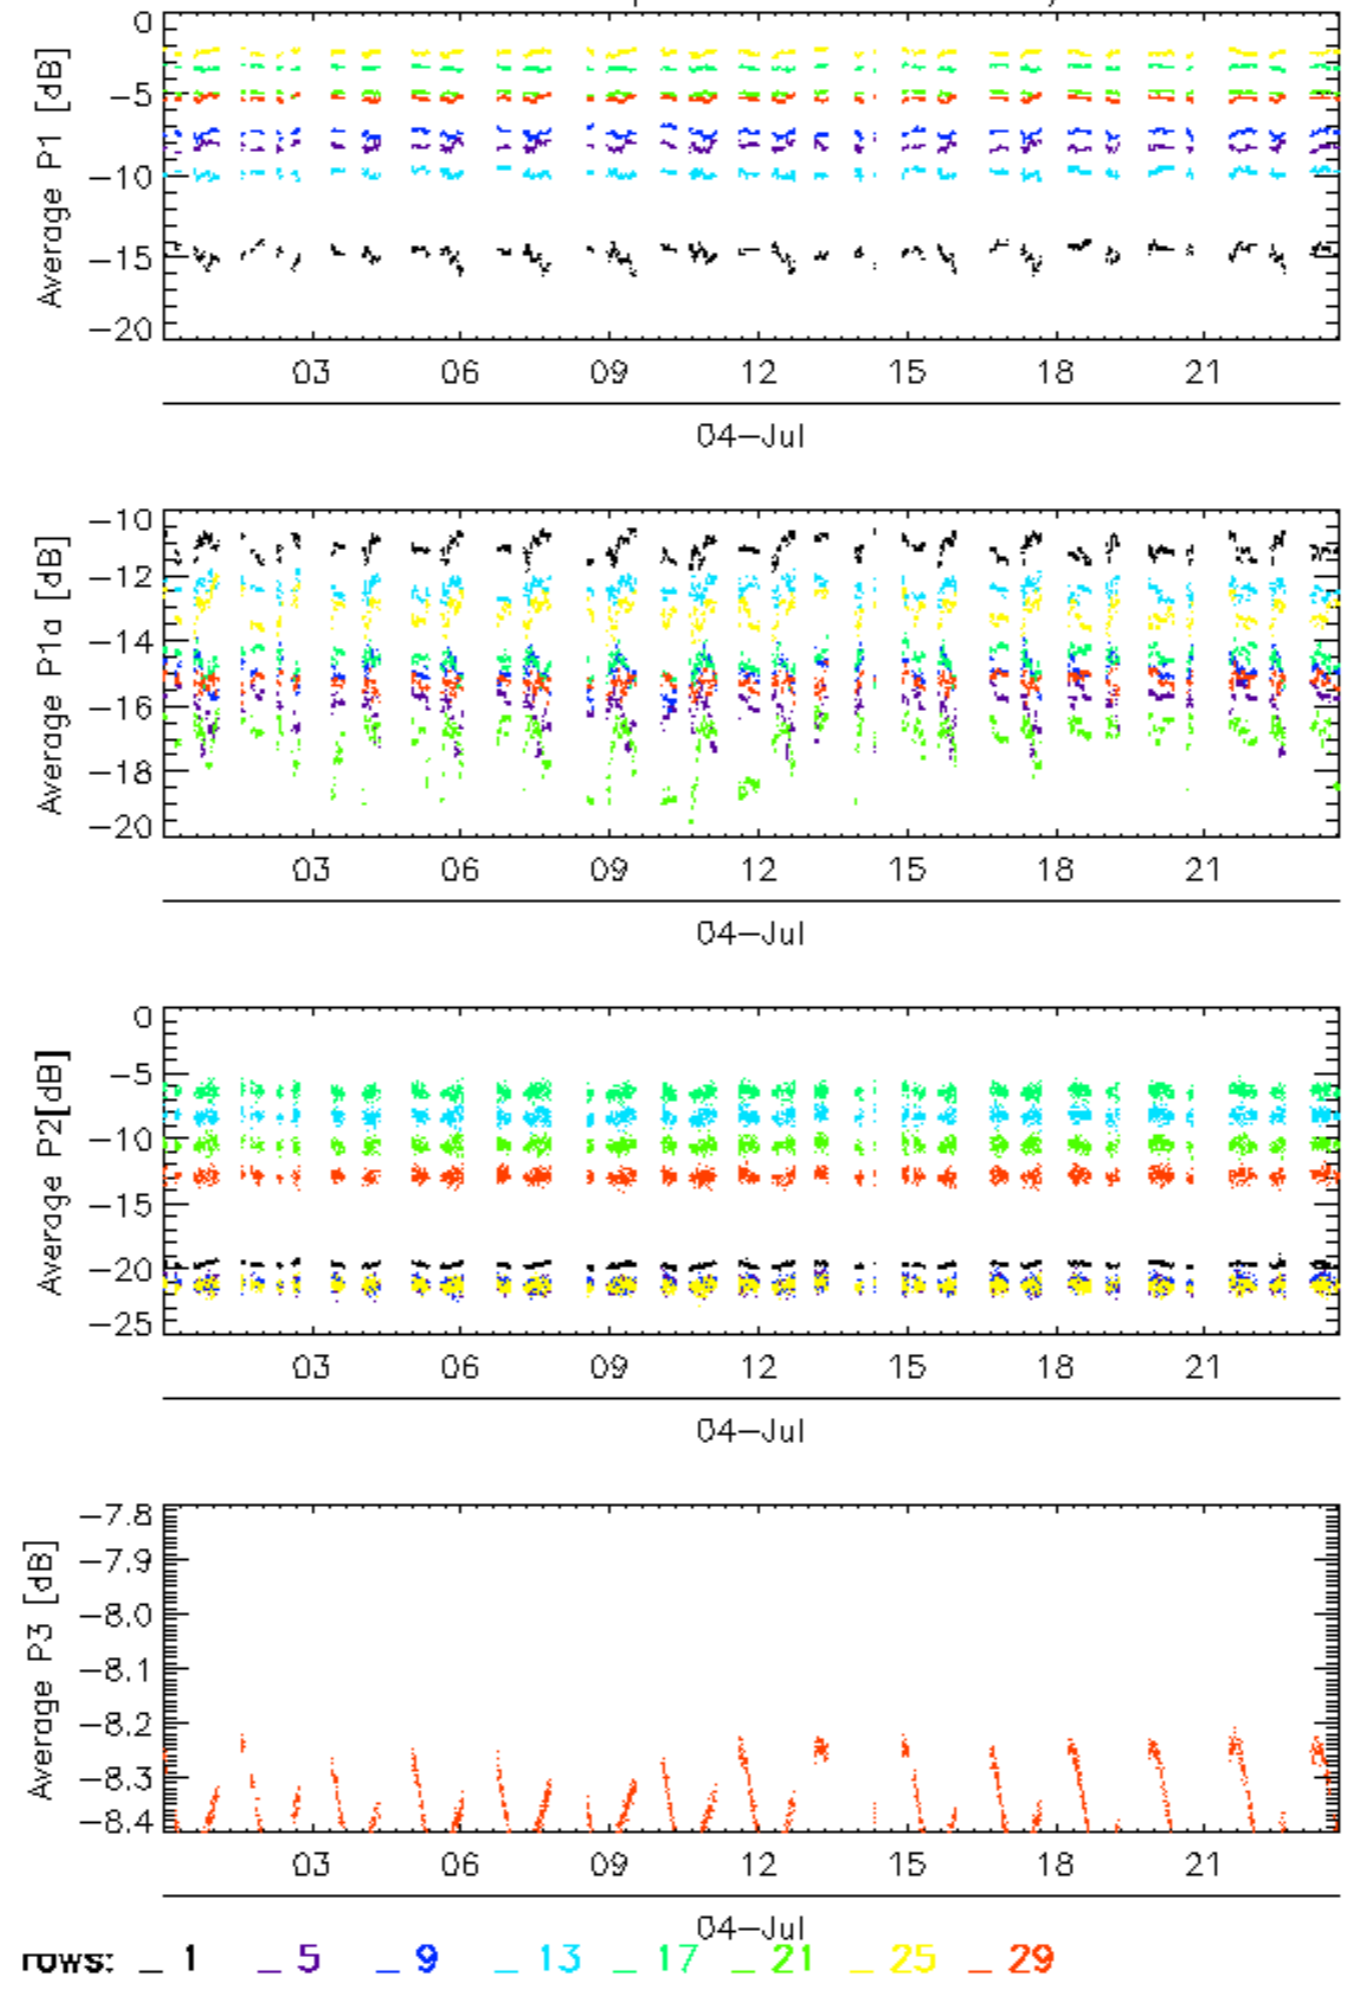 0
−5
−10
−15
−20
Average P1 [dB]
03 06 09 12 15 18 21
04−Jul
−10
−12
−14
−16
−18
−20
Average P1a [dB]
03 06 09 12 15 18 21
04−Jul
0
−5
−10
−15
−20
−25
Average P2[dB]
03 06 09 12 15 18 21
04−Jul
−7.8
−7.9
−8.0
−8.1
−8.2
−8.3
−8.4
Average P3 [dB]
03 06 09 12 15 18 21
04−Jul
rows: _ 1 _ 5 _ 9 _ 13 _ 17 _ 21 _ 25 _ 29